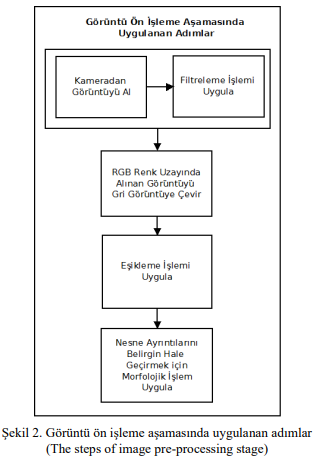 Görüntü Ön İşleme Aşamasında
Uygulanan Adımlar
Kameradan
Görüntüyü Al
Filtreleme İşlemi
Uygula
RGB Renk Uzayında
Alınan Görüntüyü
Gri Görüntüye Çevir
Eşikleme İşlemi
Uygula
Nesne Ayrıntılarını
Belirgin Hale
Geçirmek için
Morfolojik İşlem
Uygula
Şekil 2. Görüntü ön işleme aşamasında uygulanan adımlar
(The steps of image pre-processing stage)